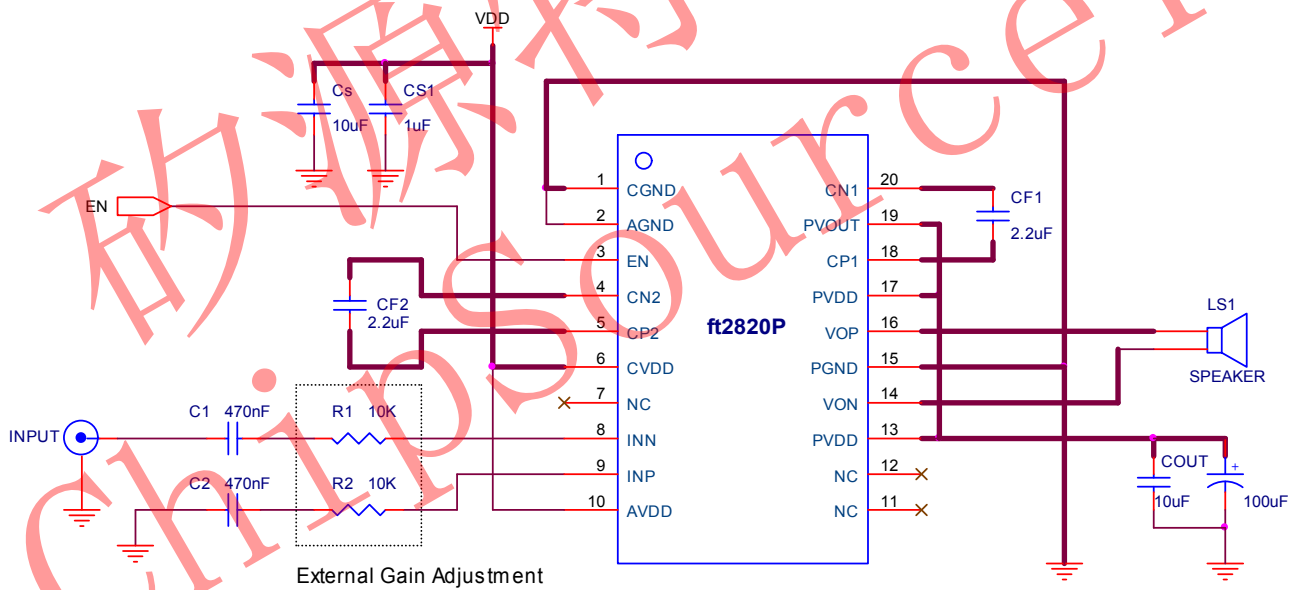 VDD
Cs
10uF
CS1
1uF
EN
CF2
2.2uF
INPUT
C1 470nF
C2 470nF
R1 10K
R2 10K
External Gain Adjustment
ft2820P
1 CGND
2 AGND
3 EN
4 CN2
5 CP2
6 CVDD
7 NC
8 INN
9 INP
10 AVDD
20 CN1
19 PVOUT
18 CP1
17 PVDD
16 VOP
15 PGND
14 VON
13 PVDD
12 NC
11 NC
CF1
2.2uF
LS1
SPEAKER
COUT
10uF
+
100uF
矽源特
ChipSource